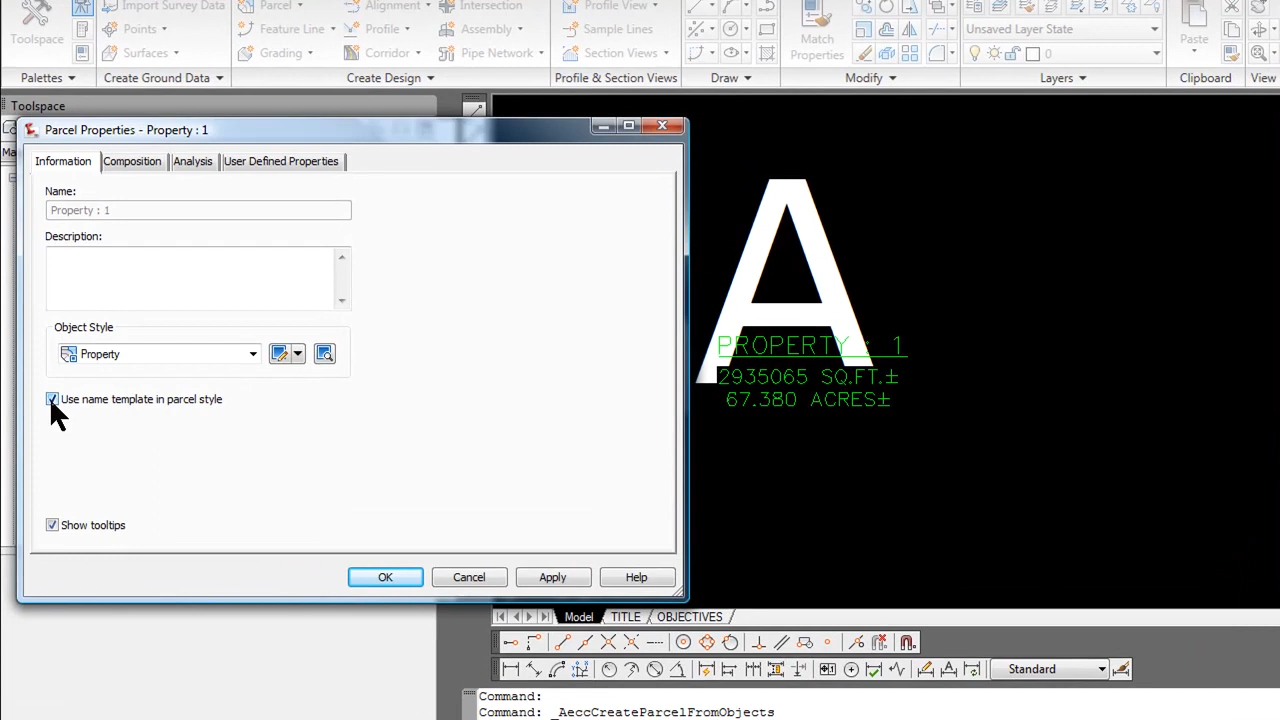 Import Survey Data
Parcel
Alignment
Intersection
Profile View
Toolspace
Points
Feature Line
Profile
Assembly
Sample Lines
Match
Properties
Unsaved Layer State
Paste
Surfaces
Grading
Corridor
Pipe Network
Section Views
0
Palettes
Create Ground Data
Create Design
Profile & Section Views
Draw
Modify
Layers
Clipboard
View
Toolspace
Parcel Properties - Property : 1
Information
Composition
Analysis
User Defined Properties
Name:
Property : 1
Description:
Object Style
Property
Use name template in parcel style
Show tooltips
OK
Cancel
Apply
Help
A
PROPERTY : 1
2935065 SQ.FT.±
67.380 ACRES±
Model
TITLE
OBJECTIVES
Standard
Command:
Command: _AeccCreateParcelFromObjects